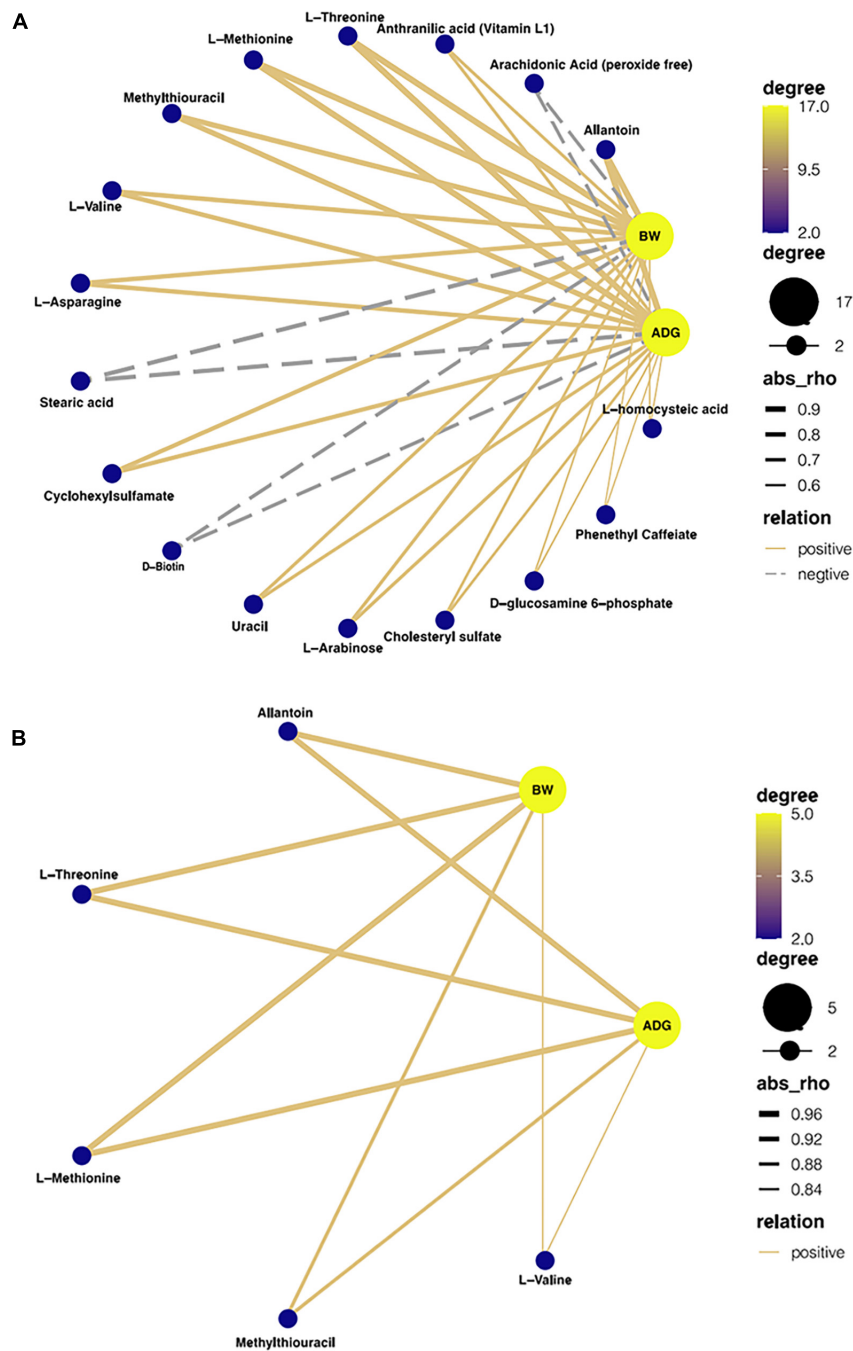 A
L–Threonine
Anthranilic acid (Vitamin L1)
L–Methionine
Arachidonic Acid (peroxide free)
Methylthiouracil
Allantoin
L–Valine
BW
L–Asparagine
ADG
Stearic acid
L–homocysteic acid
Cyclohexylsulfamate
Phenethyl Caffeiate
D–Biotin
D–glucosamine 6–phosphate
Uracil
L–Arabinose
Cholesteryl sulfate
degree
17.0
9.5
2.0
degree
17
2
abs_rho
0.9
0.8
0.7
0.6
relation
positive
negtive
B
Allantoin
BW
L–Threonine
ADG
L–Methionine
L–Valine
Methylthiouracil
degree
5.0
3.5
2.0
degree
5
2
abs_rho
0.96
0.92
0.88
0.84
relation
positive